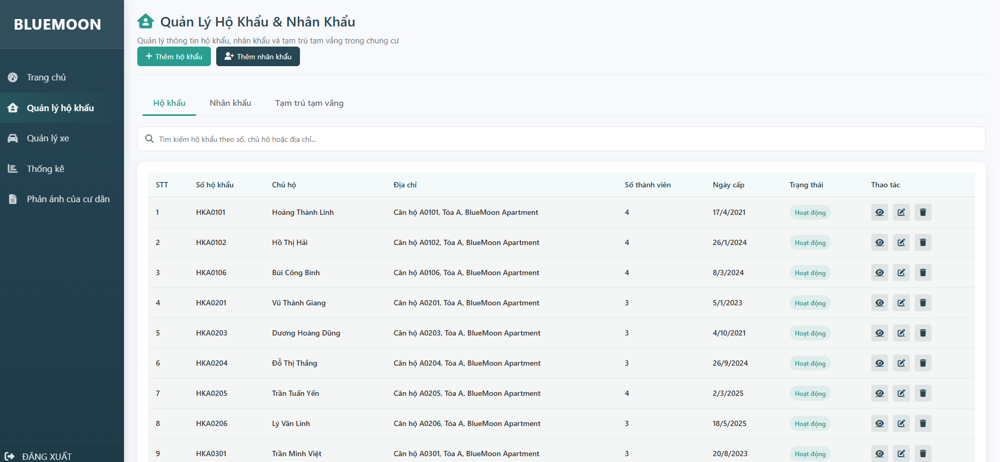 BLUEMOON
Trang chủ
Quản lý hộ khẩu
Quản lý xe
Thống kê
Phản ánh của cư dân
ĐĂNG XUẤT
Quản Lý Hộ Khẩu & Nhân Khẩu
Quản lý thông tin hộ khẩu, nhân khẩu và tạm trú tạm vắng trong chung cư
Thêm hộ khẩu Thêm nhân khẩu
Hộ khẩu Nhân khẩu Tạm trú tạm vắng
Tìm kiếm hộ khẩu theo số, chủ hộ hoặc địa chỉ...
STT Số hộ khẩu Chủ hộ Địa chỉ Số thành viên Ngày cấp Trạng thái Thao tác
1 HKA0101 Hoàng Thành Linh Căn hộ A0101, Tòa A, BlueMoon Apartment 4 17/4/2021 Hoạt động
2 HKA0102 Hồ Thị Hải Căn hộ A0102, Tòa A, BlueMoon Apartment 4 26/1/2024 Hoạt động
3 HKA0106 Bùi Công Bình Căn hộ A0106, Tòa A, BlueMoon Apartment 4 8/3/2024 Hoạt động
4 HKA0201 Vũ Thành Giang Căn hộ A0201, Tòa A, BlueMoon Apartment 3 5/1/2023 Hoạt động
5 HKA0203 Dương Hoàng Dũng Căn hộ A0203, Tòa A, BlueMoon Apartment 3 4/10/2021 Hoạt động
6 HKA0204 Đỗ Thị Thắng Căn hộ A0204, Tòa A, BlueMoon Apartment 3 26/9/2024 Hoạt động
7 HKA0205 Trần Tuấn Yến Căn hộ A0205, Tòa A, BlueMoon Apartment 4 2/3/2025 Hoạt động
8 HKA0206 Lý Văn Linh Căn hộ A0206, Tòa A, BlueMoon Apartment 3 18/5/2025 Hoạt động
9 HKA0301 Trần Minh Việt Căn hộ A0301, Tòa A, BlueMoon Apartment 3 20/8/2023 Hoạt động